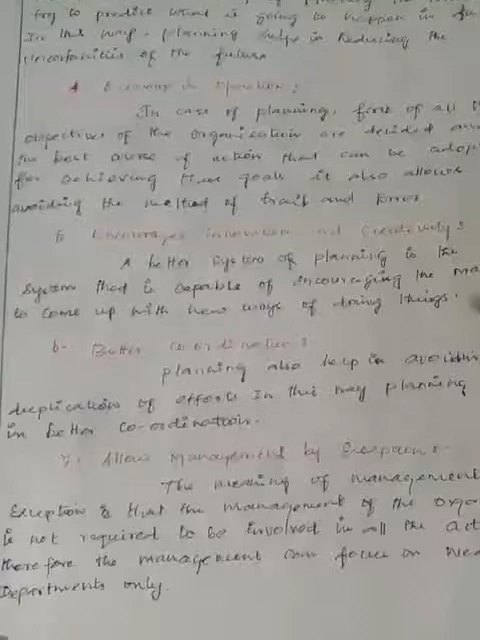 try to predict what is going to happen in fu
In this way, planning helps in Reducing the
Uncertainities of the future
4 Economy in Operation :
In case of planning, first of all t
objectives of the organisation are decided an
the best course of action that can be adop
for achieving these goals it also allows
avoiding the method of trail and Error
5 Encourages innovation and Creativity :
A better system of planning is the
System that is capable of encouraging the ma
to come up with new ways of doing things.
6- Better co-ordination :
planning also help in avoiding
duplication of efforts In this way planning
in better co-ordination.
7. Allow Management by Exception :-
The meaning of management
Exception is that the management of the Orga
is not required to be involved in all the act
therefore the management can focus on Nee
Departments only.